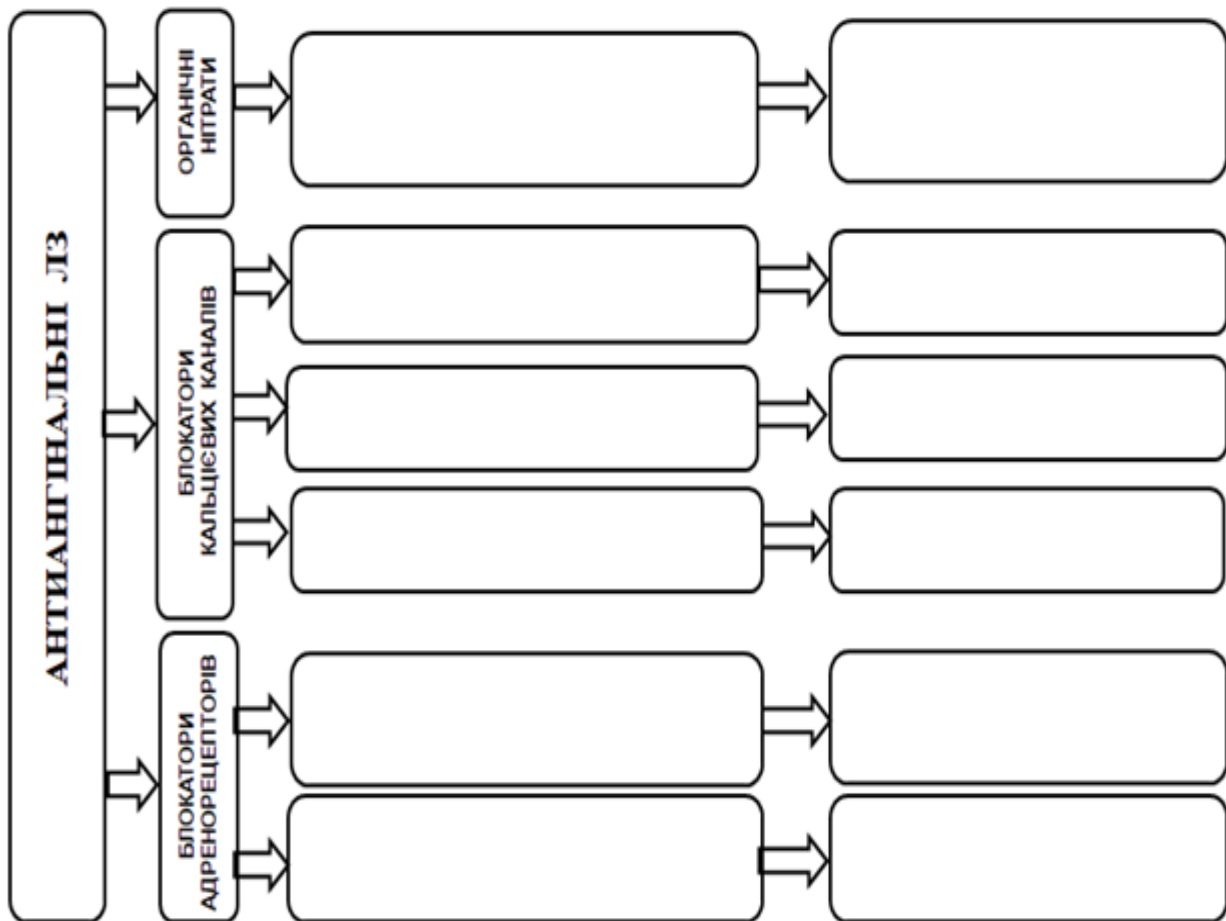 АНТИАНГІНАЛЬНІ ЛЗ
ОРГАНІЧНІ
НІТРАТИ
БЛОКАТОРИ
КАЛЬЦІЄВИХ КАНАЛІВ
БЛОКАТОРИ
АДРЕНОРЕЦЕПТОРІВ